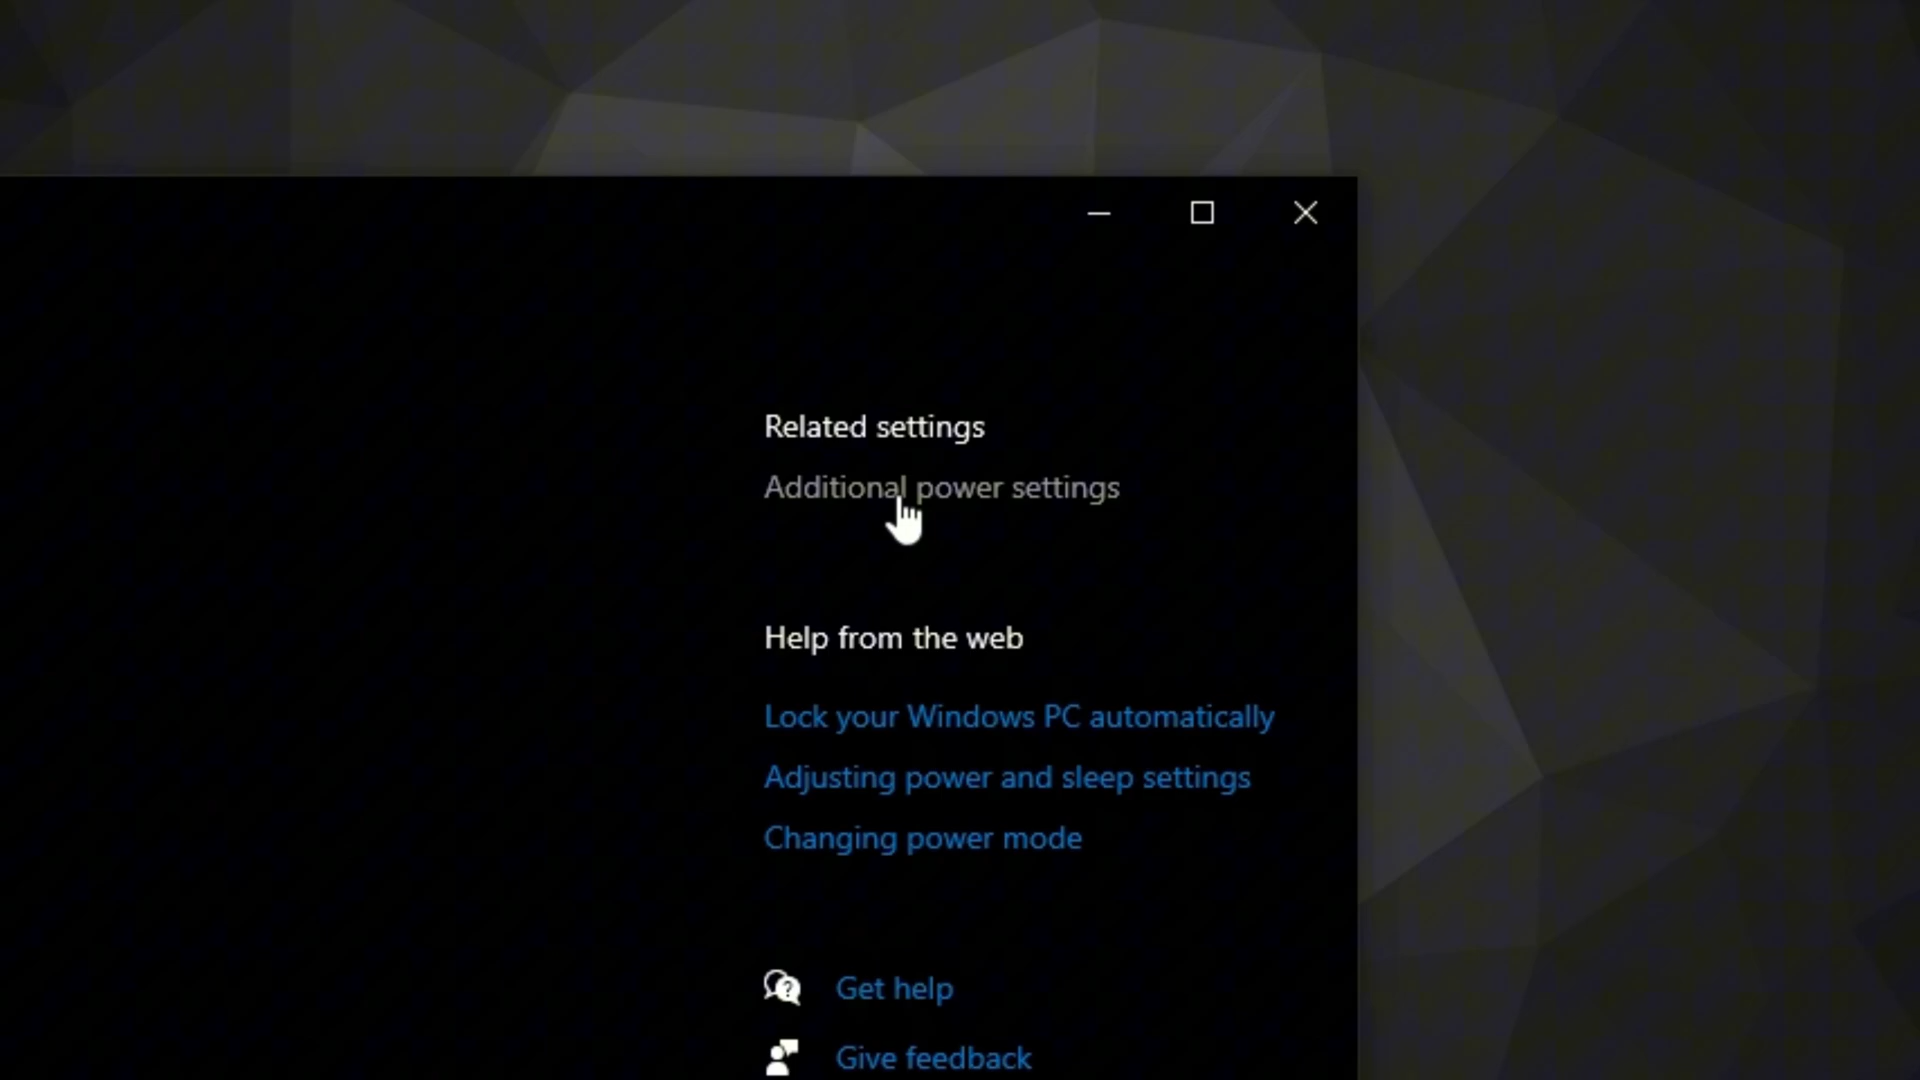 Related settings
Additional power settings
Help from the web
Lock your Windows PC automatically
Adjusting power and sleep settings
Changing power mode
Get help
Give feedback